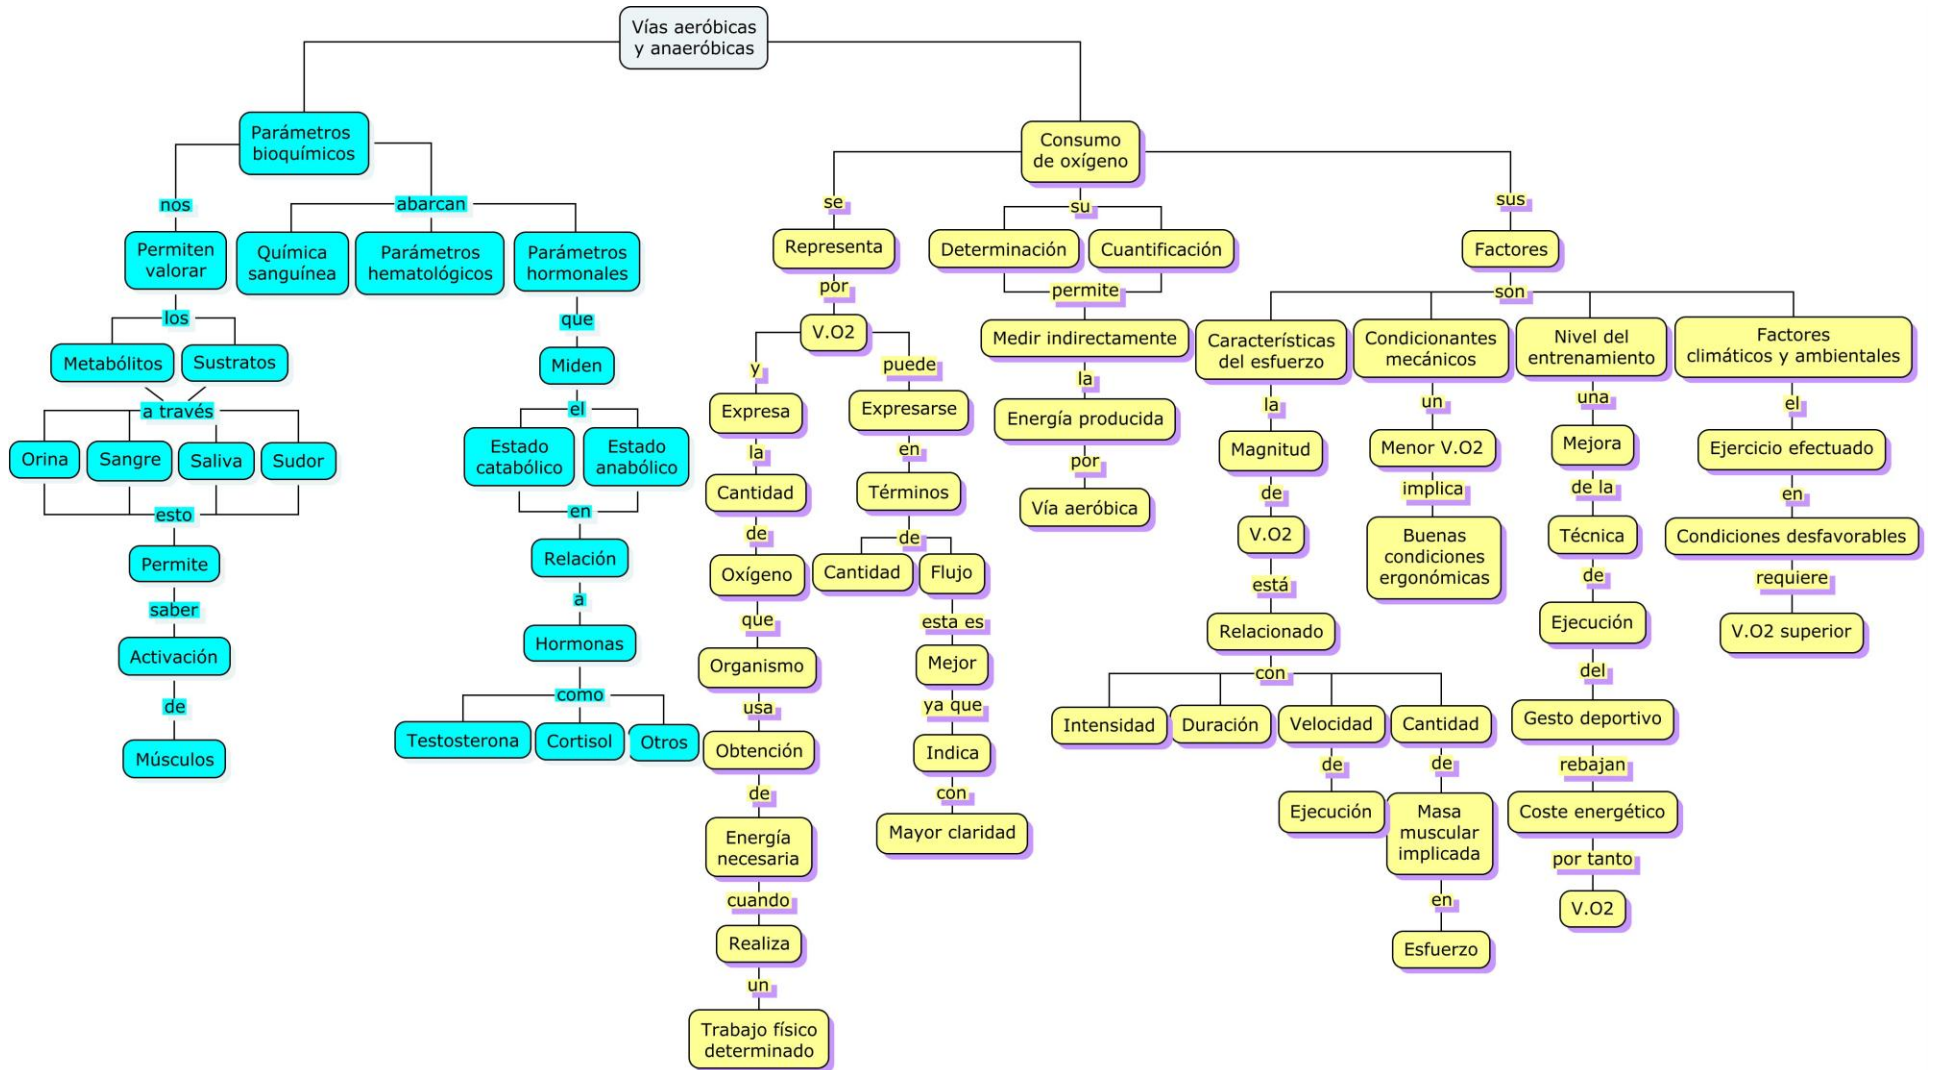 Vías aeróbicas
y anaeróbicas
Parámetros
bioquímicos
nos
Permiten
valorar
los
Metabólitos
Sustratos
a través
Orina
Sangre
Saliva
Sudor
esto
Permite
saber
Activación
de
Músculos
abarcan
Química
sanguínea
Parámetros
hematológicos
Parámetros
hormonales
que
Miden
el
Estado
catabólico
Estado
anabólico
en
Relación
a
Hormonas
como
Testosterona
Cortisol
Otros
Consumo
de oxígeno
se
Representa
por
V.O2
y
Expresa
la
Cantidad
de
Oxígeno
que
Organismo
usa
Obtención
de
Energía
necesaria
cuando
Realiza
un
Trabajo físico
determinado
puede
Expresarse
en
Términos
de
Cantidad
Flujo
esta es
Mejor
ya que
Indica
con
Mayor claridad
su
Determinación
Cuantificación
permite
Medir indirectamente
la
Energía producida
por
Vía aeróbica
sus
Factores
son
Características
del esfuerzo
la
Magnitud
de
V.O2
está
Relacionado
con
Intensidad
Duración
Velocidad
de
Ejecución
Cantidad
de
Masa
muscular
implicada
en
Esfuerzo
Condicionantes
mecánicos
un
Menor V.O2
implica
Buenas
condiciones
ergonómicas
Nivel del
entrenamiento
una
Mejora
de la
Técnica
de
Ejecución
del
Gesto deportivo
rebajan
Coste energético
por tanto
V.O2
Factores
climáticos y ambientales
el
Ejercicio efectuado
en
Condiciones desfavorables
requiere
V.O2 superior